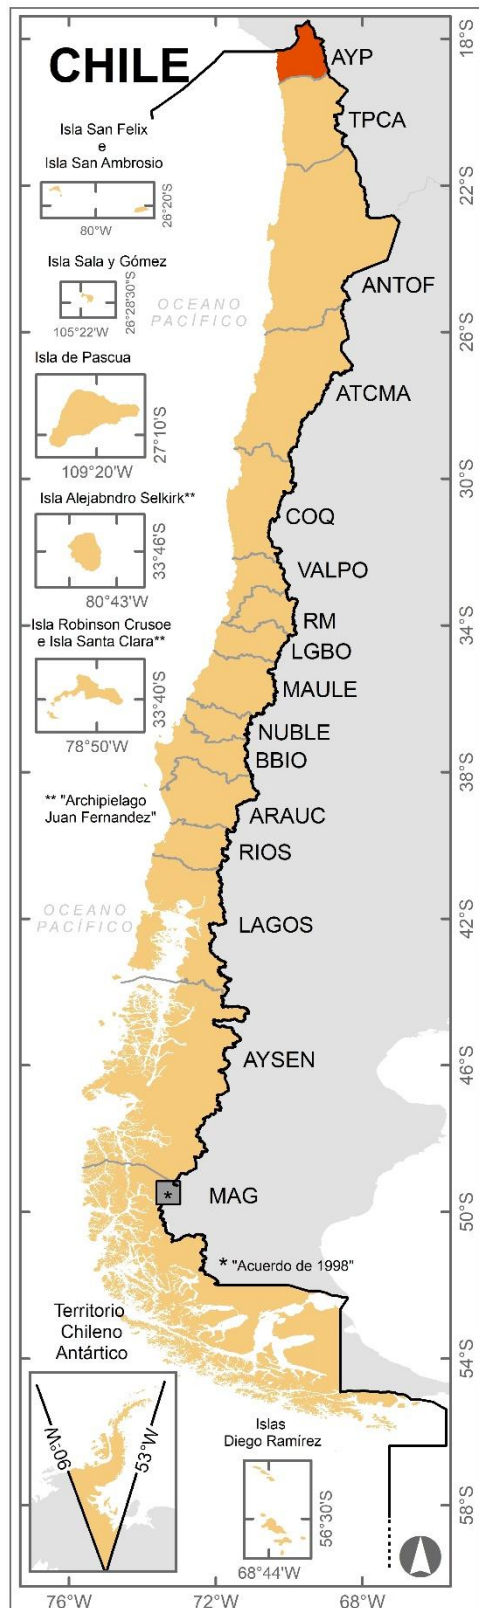 CHILE
Isla San Felix
e
Isla San Ambrosio
80°W
26°20'S
Isla Sala y Gómez
105°22'W
26°28'30"S
OCEANO
PACÍFICO
Isla de Pascua
109°20'W
27°10'S
Isla Alejabndro Selkirk**
80°43'W
33°46'S
Isla Robinson Crusoe
e Isla Santa Clara**
78°50'W
33°40'S
** "Archipielago
Juan Fernandez"
OCEANO
PACÍFICO
AYP
TPCA
ANTOF
ATCMA
COQ
VALPO
RM
LGBO
MAULE
NUBLE
BBIO
ARAUC
RIOS
LAGOS
AYSEN
MAG
*
* "Acuerdo de 1998"
Territorio
Chileno
Antártico
90°W
53°W
Islas
Diego Ramírez
68°44'W
56°30'S
18°S
22°S
26°S
30°S
34°S
38°S
42°S
46°S
50°S
54°S
58°S
76°W
72°W
68°W